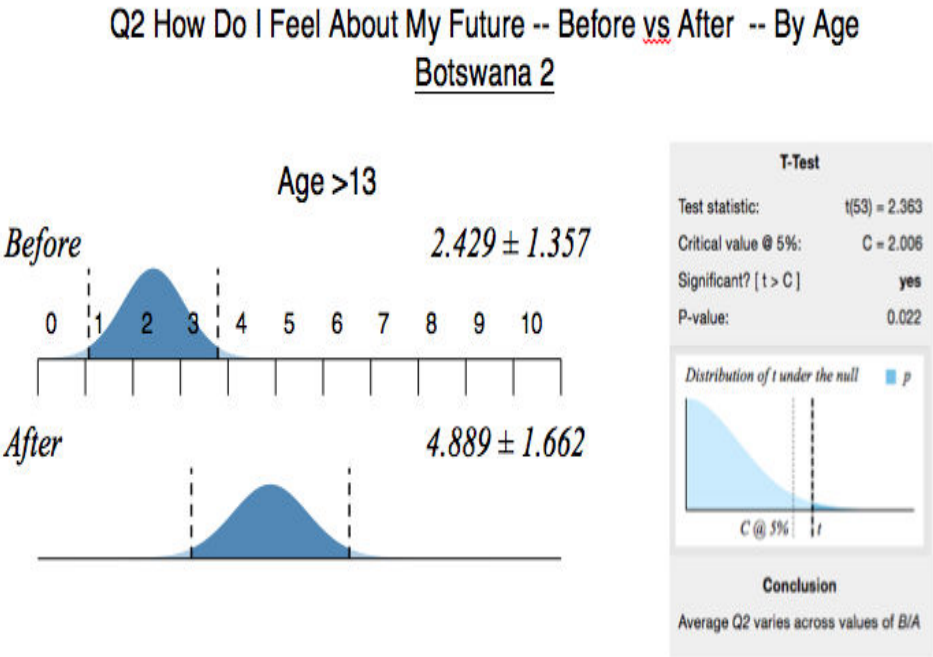 Q2 How Do I Feel About My Future -- Before vs After -- By Age
Botswana 2
Age >13
Before
2.429 ± 1.357
0 1 2 3 4 5 6 7 8 9 10
After
4.889 ± 1.662
T-Test
Test statistic: t(53) = 2.363
Critical value @ 5%: C = 2.006
Significant? [ t > C ] yes
P-value: 0.022
Distribution of t under the null p
C @ 5% t
Conclusion
Average Q2 varies across values of B/A